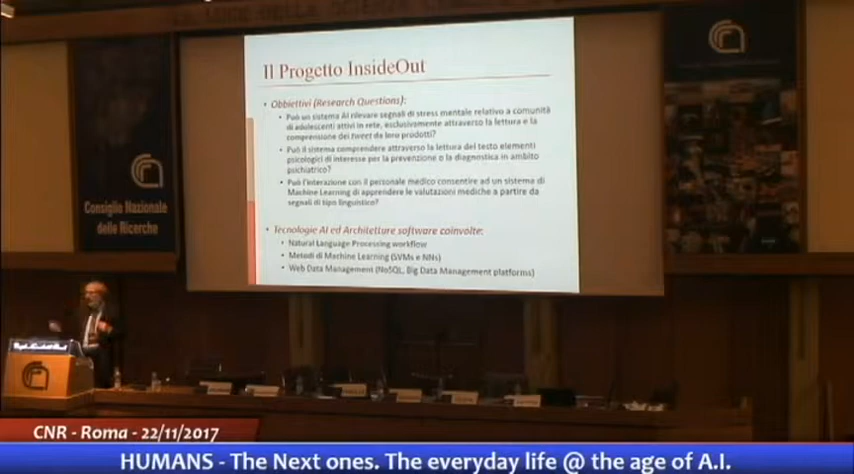 LA LUCE DELLA SCIENZA
Il Progetto InsideOut
• Obbiettivi (Research Questions):
• Può un sistema AI rilevare segnali di stress mentale relativo a comunità
di adolescenti attivi in rete, esclusivamente attraverso la lettura e la
comprensione dei tweet da loro prodotti?
• Può il sistema comprendere attraverso la lettura del testo elementi
psicologici di interesse per la prevenzione o la diagnostica in ambito
psichiatrico?
• Può l'interazione con il personale medico consentire ad un sistema di
Machine Learning di apprendere le valutazioni mediche a partire da
segnali di tipo linguistico?
• Tecnologie AI ed Architetture software coinvolte:
• Natural Language Processing workflow
• Metodi di Machine Learning (SVMs e NNs)
• Web Data Management (NoSQL, Big Data Management platforms)
Consiglio Nazionale
delle Ricerche
CNR - Roma - 22/11/2017
HUMANS - The Next ones. The everyday life @ the age of A.I.